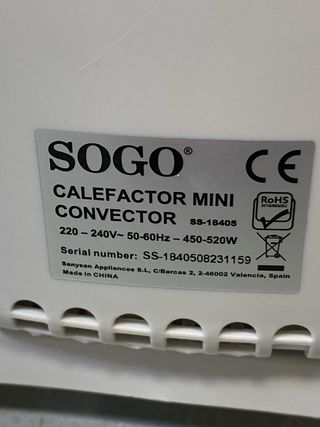 SOGO®
CE
CALEFACTOR MINI
CONVECTOR SS-18405
RoHS
220 – 240V~ 50-60Hz – 450-520W
Serial number: SS-1840508231159
Sanysan Appliances S.L, C/Barcas 2, 2-46002 Valencia, Spain
Made in CHINA